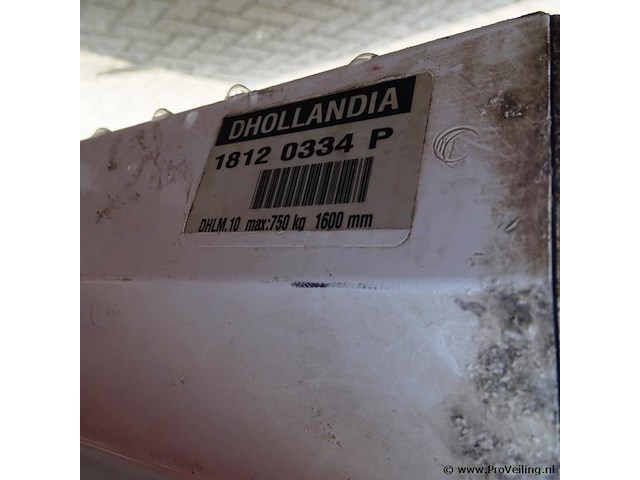 DHOLLANDIA
1812 0334 P
DHLM.10 max:750 kg 1600 mm
© www.ProVeiling.nl